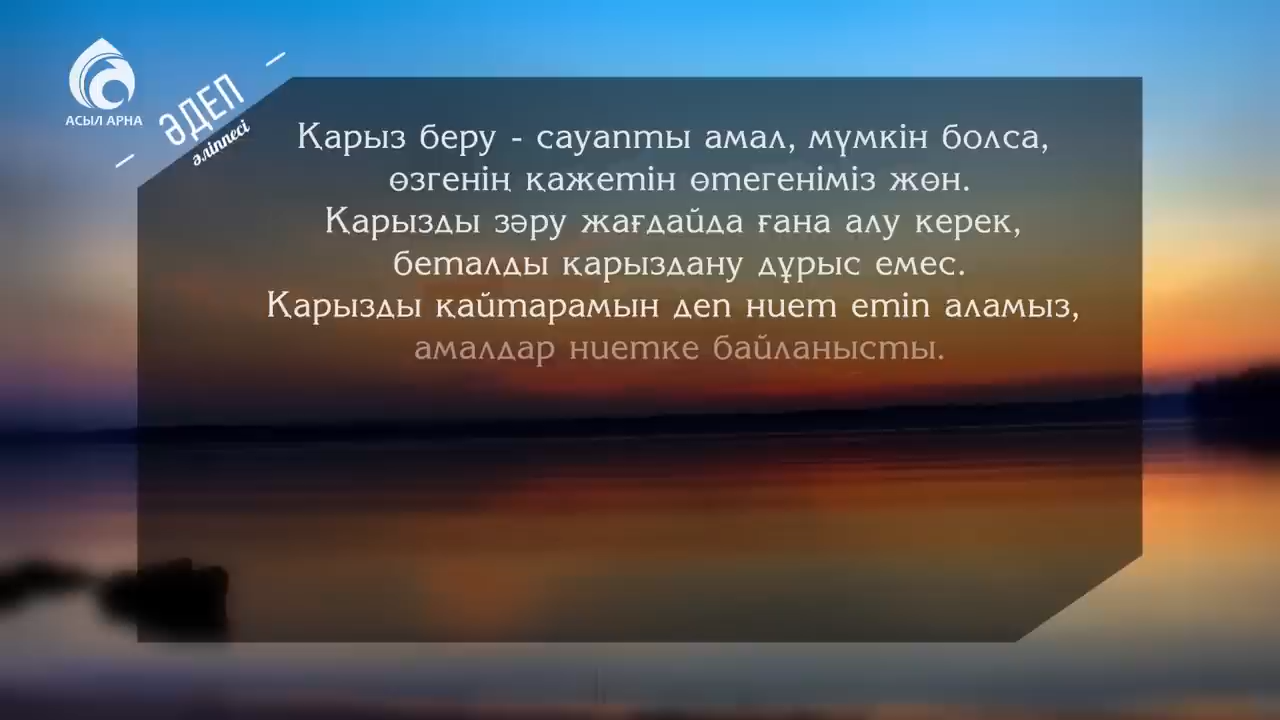 АСЫЛ АРНА
ӘДЕП
әліппесі
Қарыз беру - сауапты амал, мүмкін болса,
өзгенің қажетін өтегеніміз жөн.
Қарызды зәру жағдайда ғана алу керек,
беталды қарыздану дұрыс емес.
Қарызды қайтарамын деп ниет етіп аламыз,
амалдар ниетке байланысты.